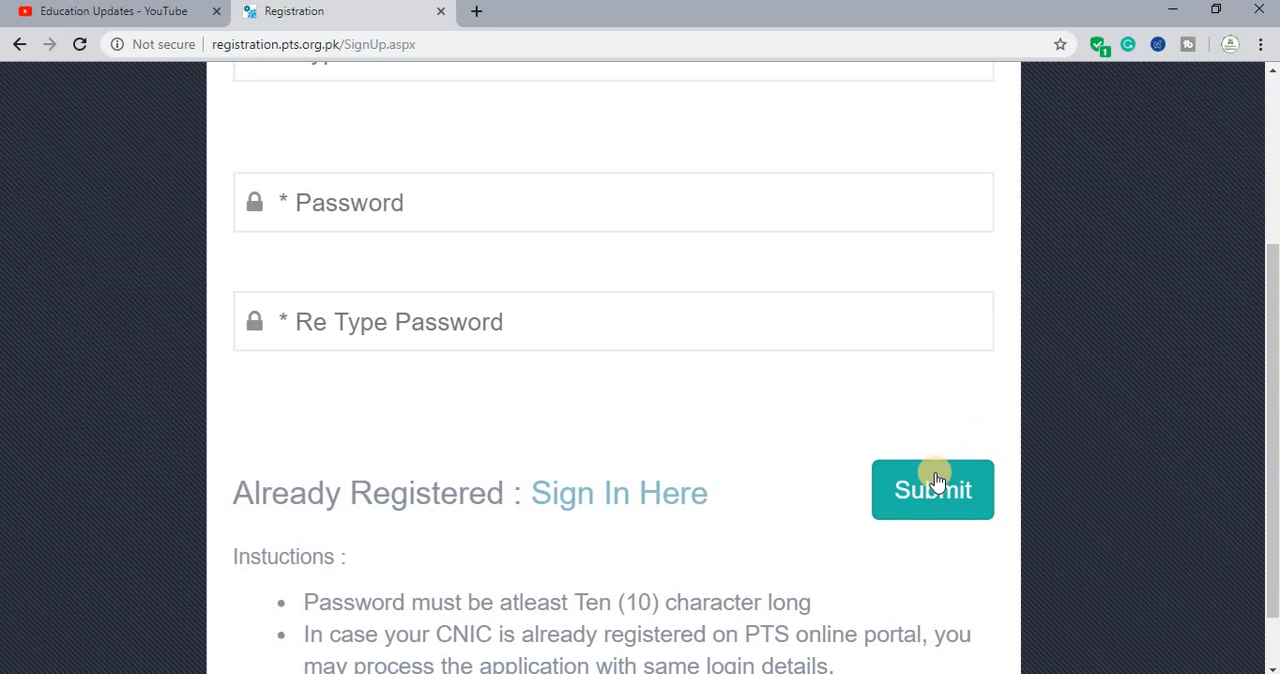 Education Updates - YouTube
Registration
Not secure
registration.pts.org.pk/SignUp.aspx
1
* Password
* Re Type Password
Already Registered : Sign In Here
Submit
Instuctions :
• Password must be atleast Ten (10) character long
• In case your CNIC is already registered on PTS online portal, you
may process the application with same login details.